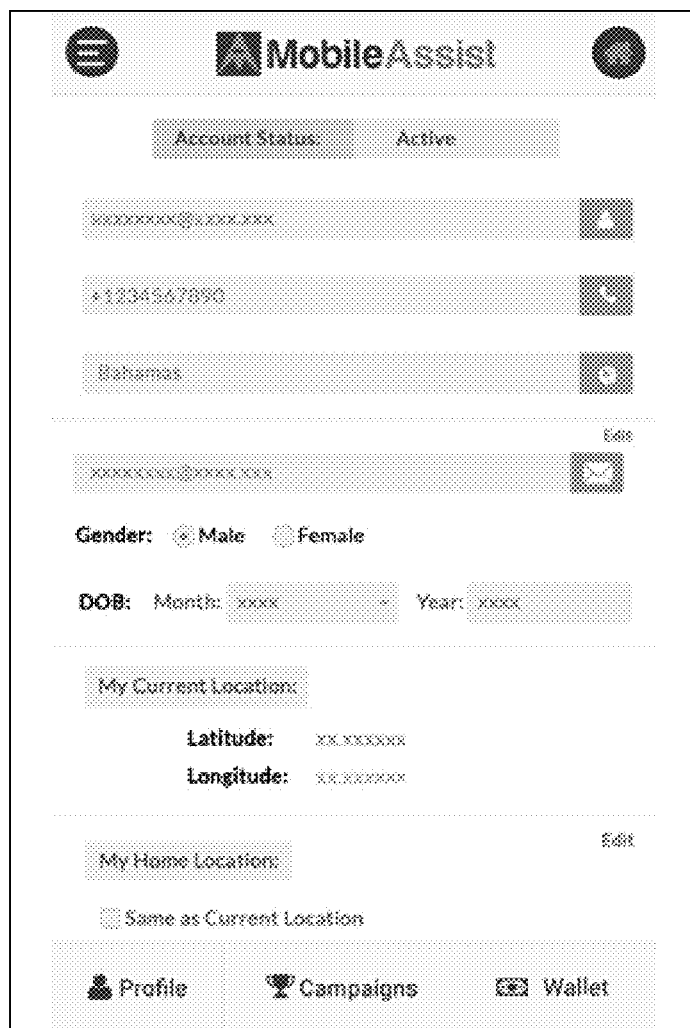 MobileAssist
Account Status: Active
xxxxxxxx@xxxx.xxx
+1234567890
Bahamas
Edit
xxxxxxxx@xxxx.xxx
Gender: Male Female
DOB: Month: xxxx Year: xxxx
My Current Location:
Latitude: xx.xxxxxx
Longitude: xx.xxxxxx
Edit
My Home Location:
Same as Current Location
Profile Campaigns Wallet